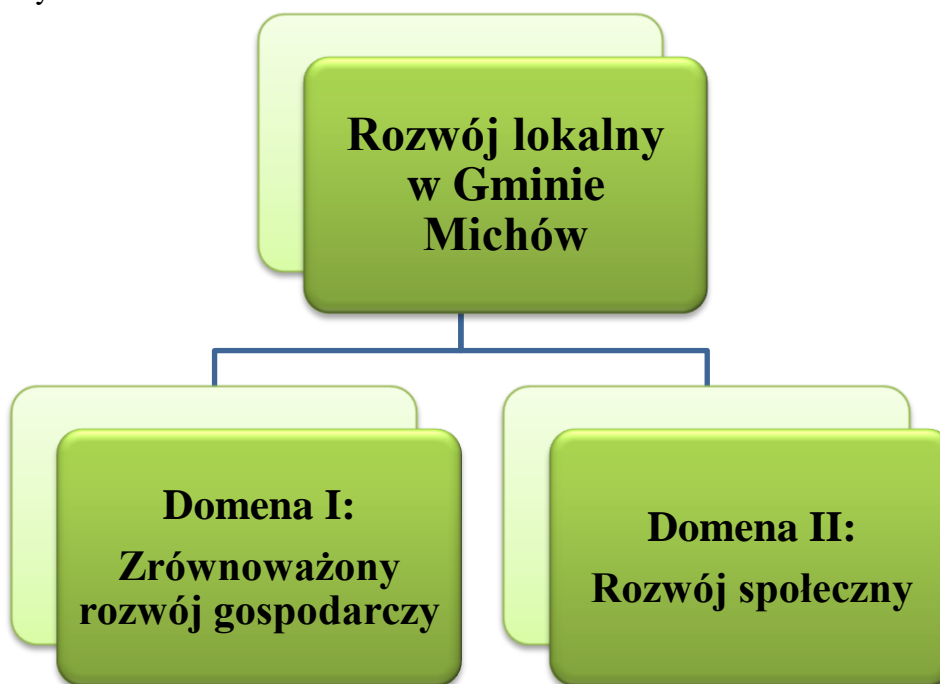 Rozwój lokalny
w Gminie
Michów
Domena I:
Zrównoważony
rozwój gospodarczy
Domena II:
Rozwój społeczny